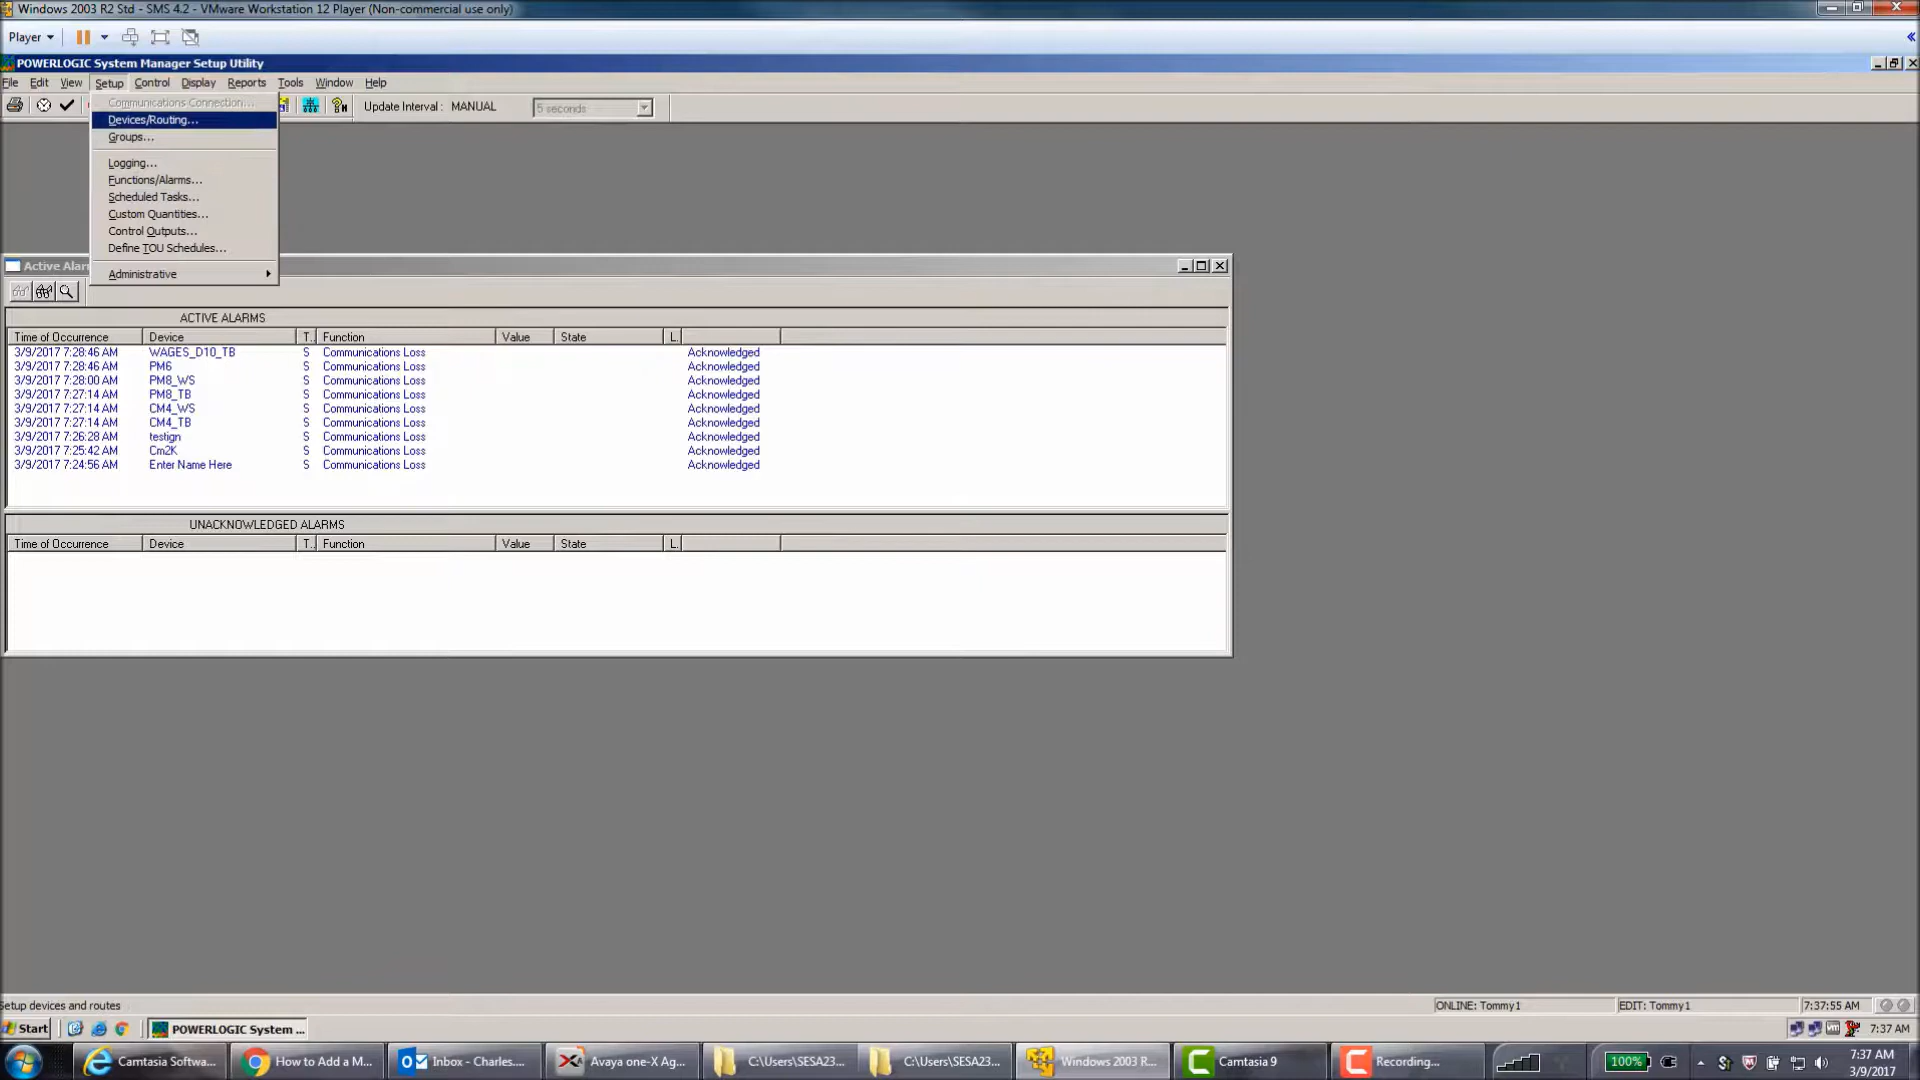 Windows 2003 R2 Std - SMS 4.2 - VMware Workstation 12 Player (Non-commercial use only)
Player
POWERLOGIC System Manager Setup Utility
File Edit View Setup Control Display Reports Tools Window Help
Update Interval : MANUAL 5 seconds
Communications Connection...
Devices/Routing...
Groups...
Logging...
Functions/Alarms...
Scheduled Tasks...
Custom Quantities...
Control Outputs...
Define TOU Schedules...
Administrative
Active Alar
ACTIVE ALARMS
Time of Occurrence Device T.. Function Value State L.
3/9/2017 7:28:46 AM WAGES_D10_TB S Communications Loss Acknowledged
3/9/2017 7:28:46 AM PM6 S Communications Loss Acknowledged
3/9/2017 7:28:00 AM PM8_WS S Communications Loss Acknowledged
3/9/2017 7:27:14 AM PM8_TB S Communications Loss Acknowledged
3/9/2017 7:27:14 AM CM4_WS S Communications Loss Acknowledged
3/9/2017 7:27:14 AM CM4_TB S Communications Loss Acknowledged
3/9/2017 7:26:28 AM testign S Communications Loss Acknowledged
3/9/2017 7:25:42 AM Cm2K S Communications Loss Acknowledged
3/9/2017 7:24:56 AM Enter Name Here S Communications Loss Acknowledged
UNACKNOWLEDGED ALARMS
Time of Occurrence Device T.. Function Value State L.
Setup devices and routes ONLINE: Tommy1 EDIT: Tommy1 7:37:55 AM
Start POWERLOGIC System ... 7:37 AM
Camtasia Softwa... How to Add a M... Inbox - Charles.... Avaya one-X Ag... C:\Users\SESA23... C:\Users\SESA23... Windows 2003 R... Camtasia 9 Recording... 100% 7:37 AM
3/9/2017